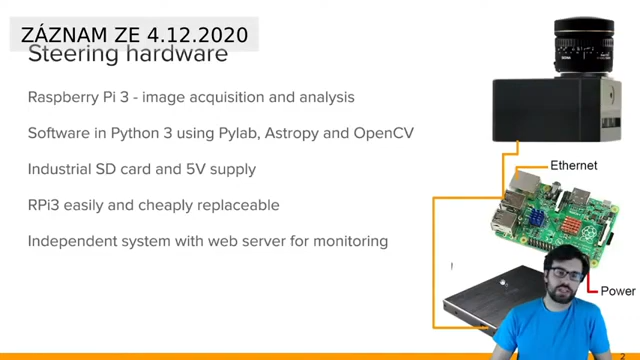 ZÁZNAM ZE 4.12.2020
Steering hardware
Raspberry Pi 3 - image acquisition and analysis
Software in Python 3 using Pylab, Astropy and OpenCV
Industrial SD card and 5V supply
RPi3 easily and cheaply replaceable
Independent system with web server for monitoring
Ethernet
Power
2